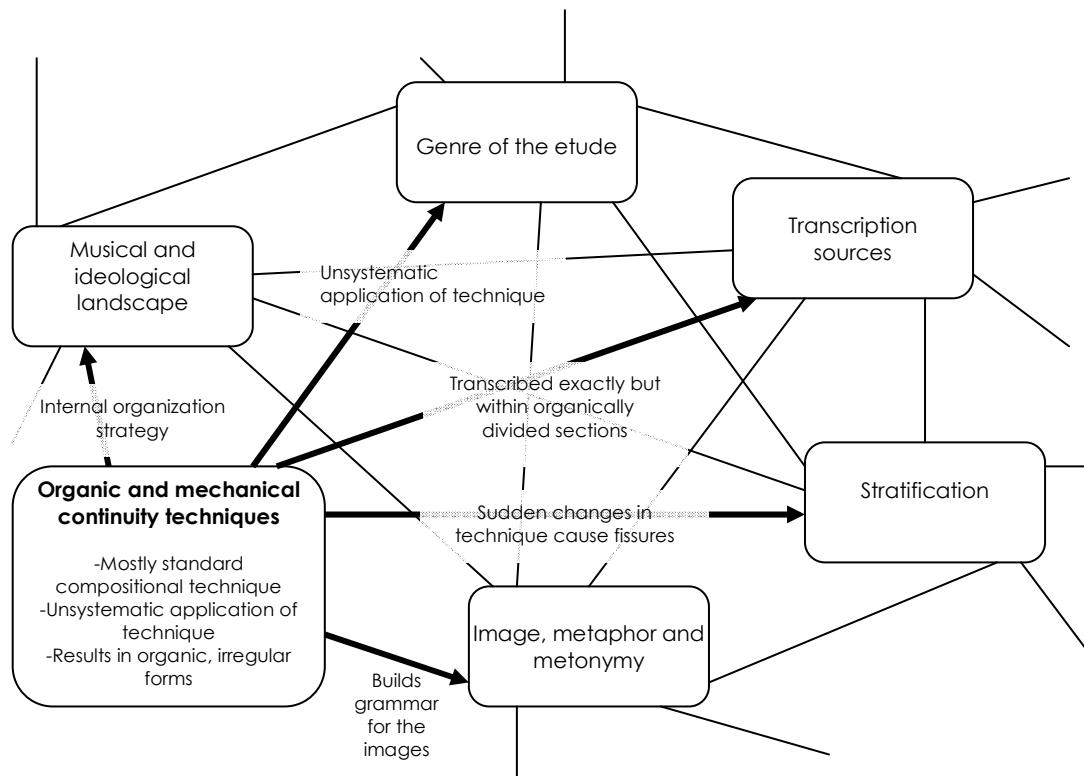 Genre of the etude
Transcription
sources
Musical and
ideological
landscape
Unsystematic
application of technique
Transcribed exactly but
within organically
divided sections
Internal organization
strategy
Organic and mechanical
continuity techniques
-Mostly standard
compositional technique
-Unsystematic application of
technique
-Results in organic, irregular
forms
Stratification
Sudden changes in
technique cause fissures
Image, metaphor and
metonymy
Builds
grammar
for the
images